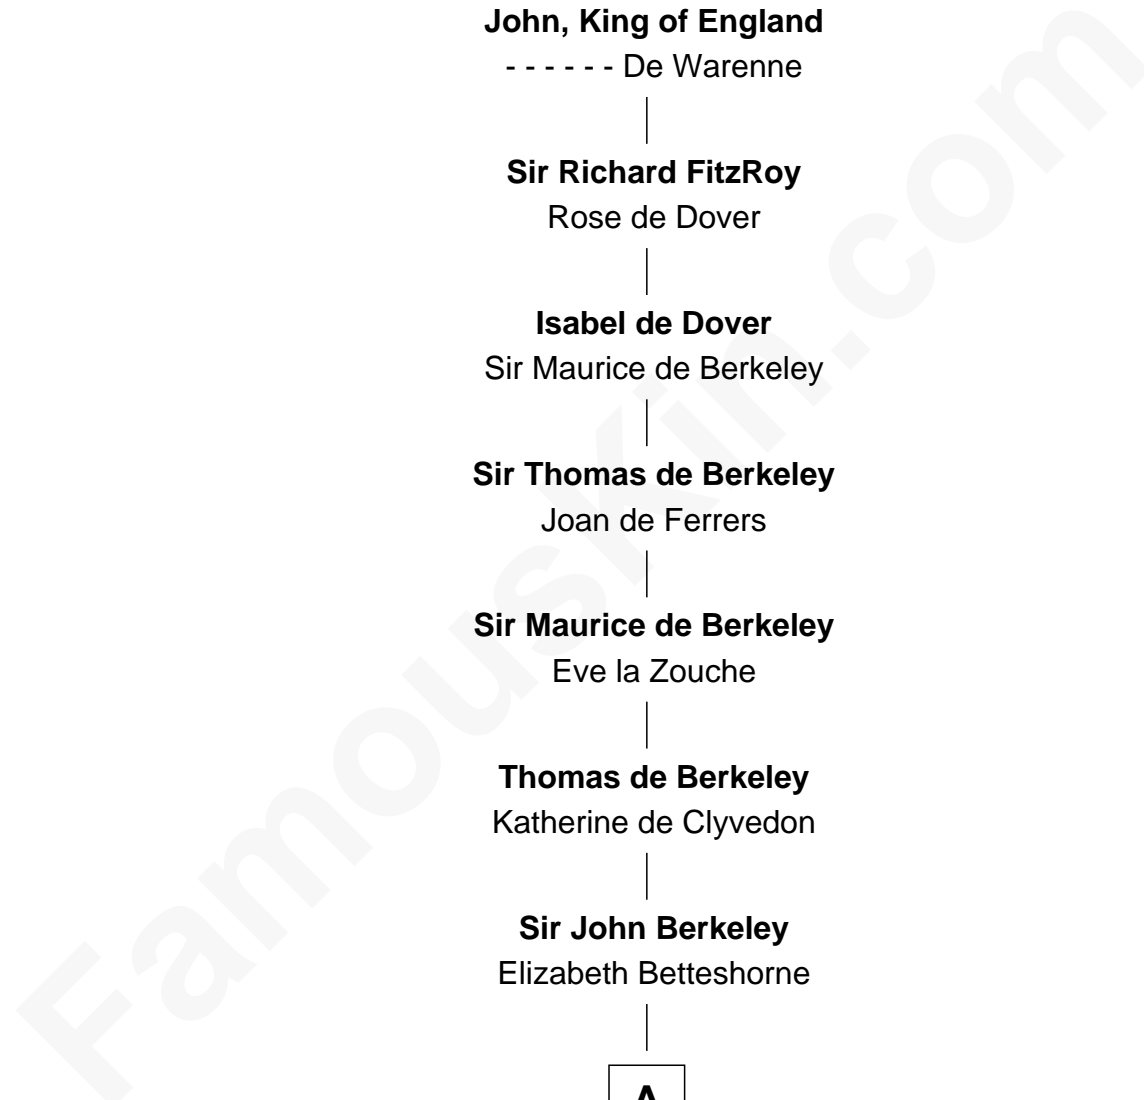 John, King of England
- - - - - - De Warenne
Sir Richard FitzRoy
Rose de Dover
Isabel de Dover
Sir Maurice de Berkeley
Sir Thomas de Berkeley
Joan de Ferrers
Sir Maurice de Berkeley
Eve la Zouche
Thomas de Berkeley
Katherine de Clyvedon
Sir John Berkeley
Elizabeth Betteshorne
A
FamousKin.com